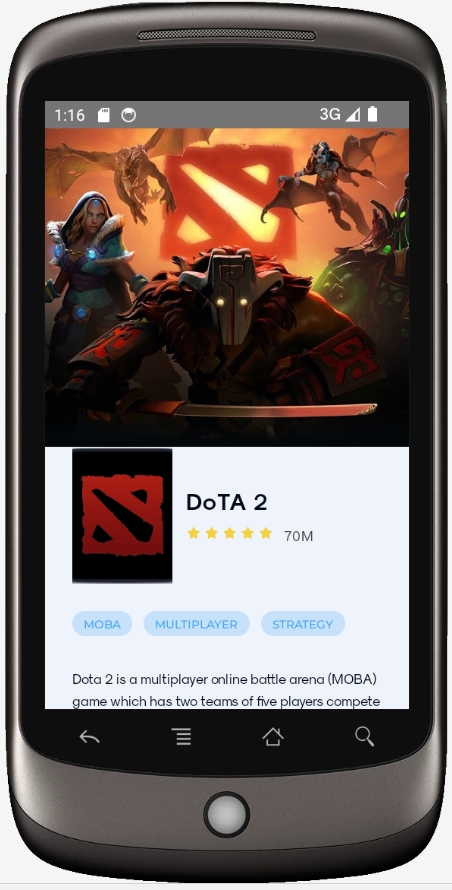 1:16 3G
DoTA 2
70M
MOBA MULTIPLAYER STRATEGY
Dota 2 is a multiplayer online battle arena (MOBA)
game which has two teams of five players compete